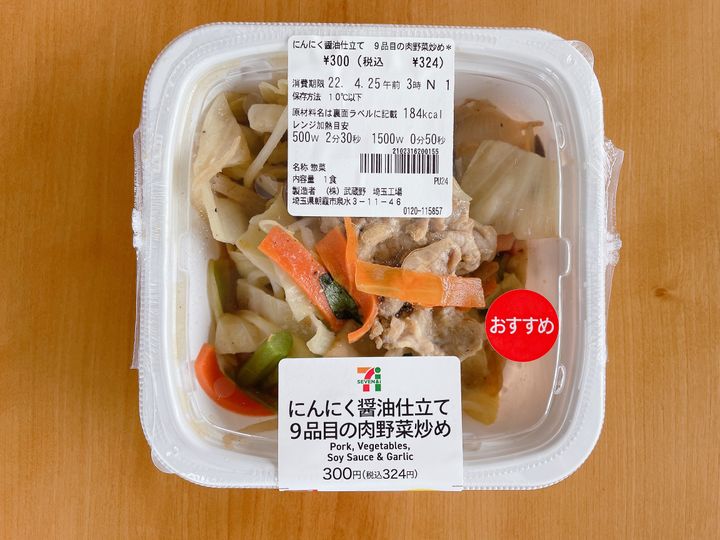 にんにく醤油仕立て 9品目の肉野菜炒め*
¥300 (税込 ¥324)
消費期限 22. 4. 25 午前 3時 N 1
保存方法 10℃以下
原材料名は裏面ラベルに記載 184kcal
レンジ加熱目安
500W 2分30秒 1500W 0分50秒
2102316200155
名称 惣菜
内容量 1食 PU24
製造者 (株) 武蔵野 埼玉工場
埼玉県朝霞市泉水3-11-46
0120-115857
おすすめ
SEVEN&i
にんにく醤油仕立て
9品目の肉野菜炒め
Pork, Vegetables,
Soy Sauce & Garlic
300円(税込324円)